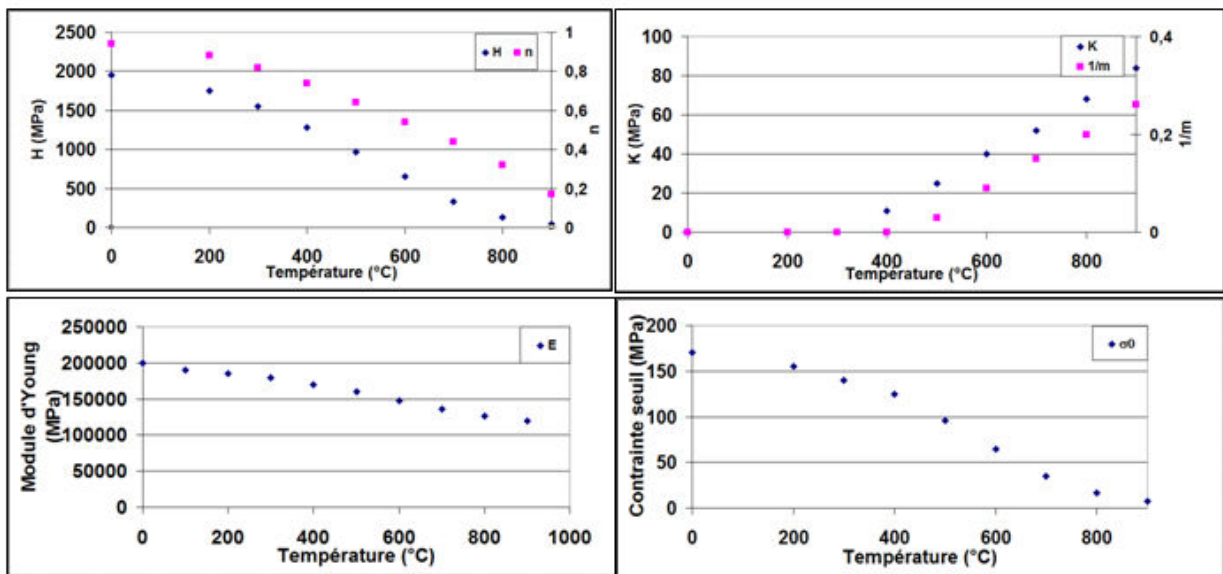 H (MPa)
2500
2000
1500
1000
500
0
H n
1
0,8
0,6
0,4
0,2
0
n
0 200 400 600 800
Température (°C)
K (MPa)
100
80
60
40
20
0
K
1/m
0,4
0,2
0
1/m
0 200 400 600 800
Température (°C)
Module d'Young
(MPa)
250000
200000
150000
100000
50000
0
E
0 200 400 600 800 1000
Température (°C)
Contrainte seuil (MPa)
200
150
100
50
0
σ0
0 200 400 600 800
Température (°C)